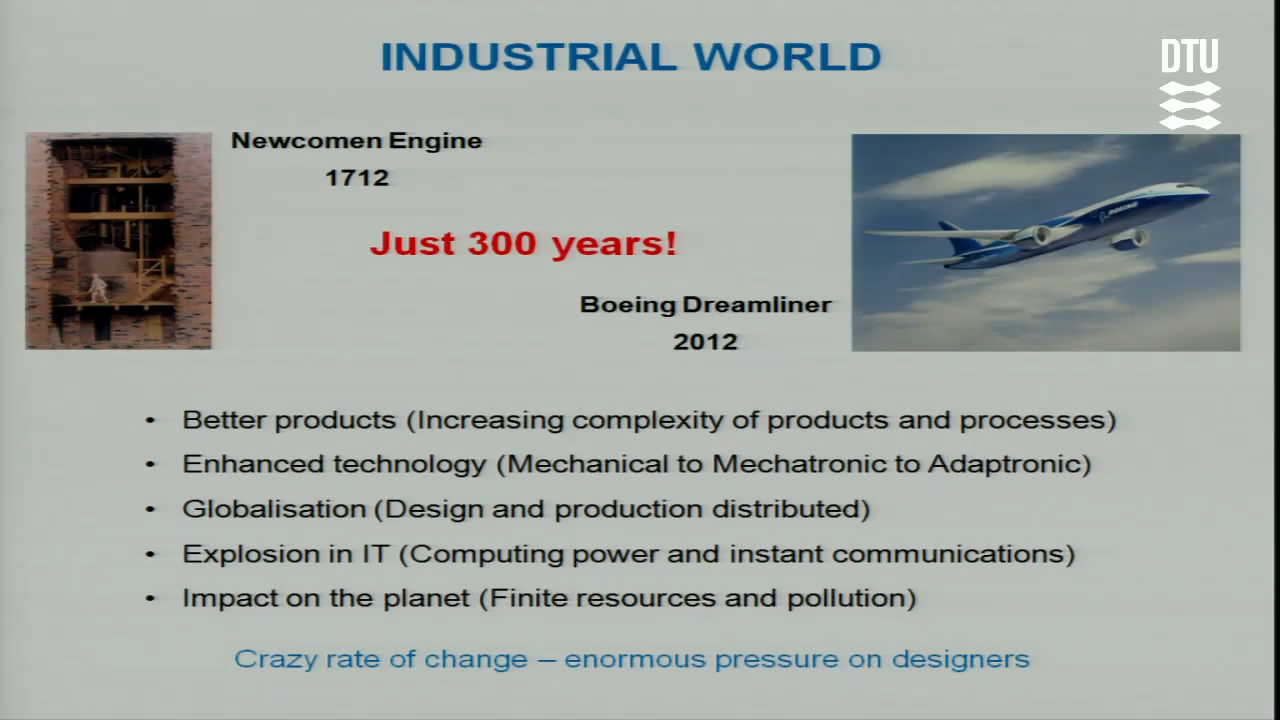 INDUSTRIAL WORLD
DTU
Newcomen Engine
1712
Just 300 years!
Boeing Dreamliner
2012
BOEING
• Better products (Increasing complexity of products and processes)
• Enhanced technology (Mechanical to Mechatronic to Adaptronic)
• Globalisation (Design and production distributed)
• Explosion in IT (Computing power and instant communications)
• Impact on the planet (Finite resources and pollution)
Crazy rate of change – enormous pressure on designers